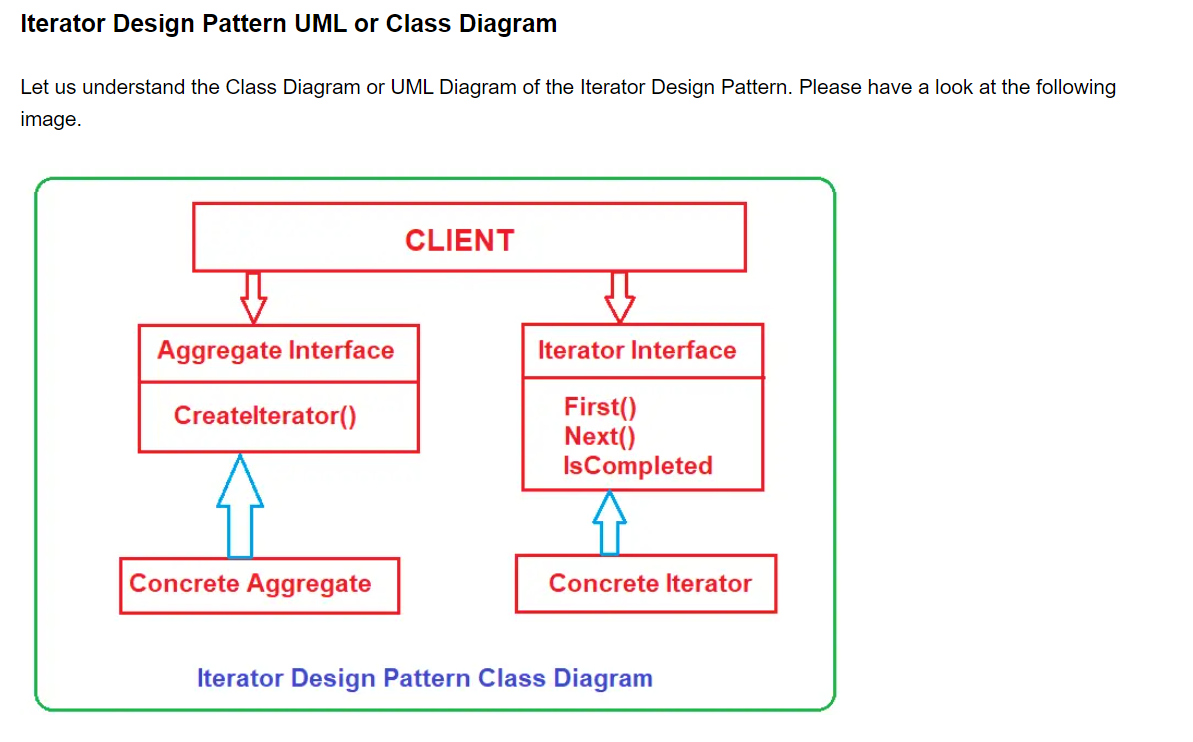 Iterator Design Pattern UML or Class Diagram
Let us understand the Class Diagram or UML Diagram of the Iterator Design Pattern. Please have a look at the following
image.
CLIENT
Aggregate Interface
CreateIterator()
Iterator Interface
First()
Next()
IsCompleted
Concrete Aggregate
Concrete Iterator
Iterator Design Pattern Class Diagram